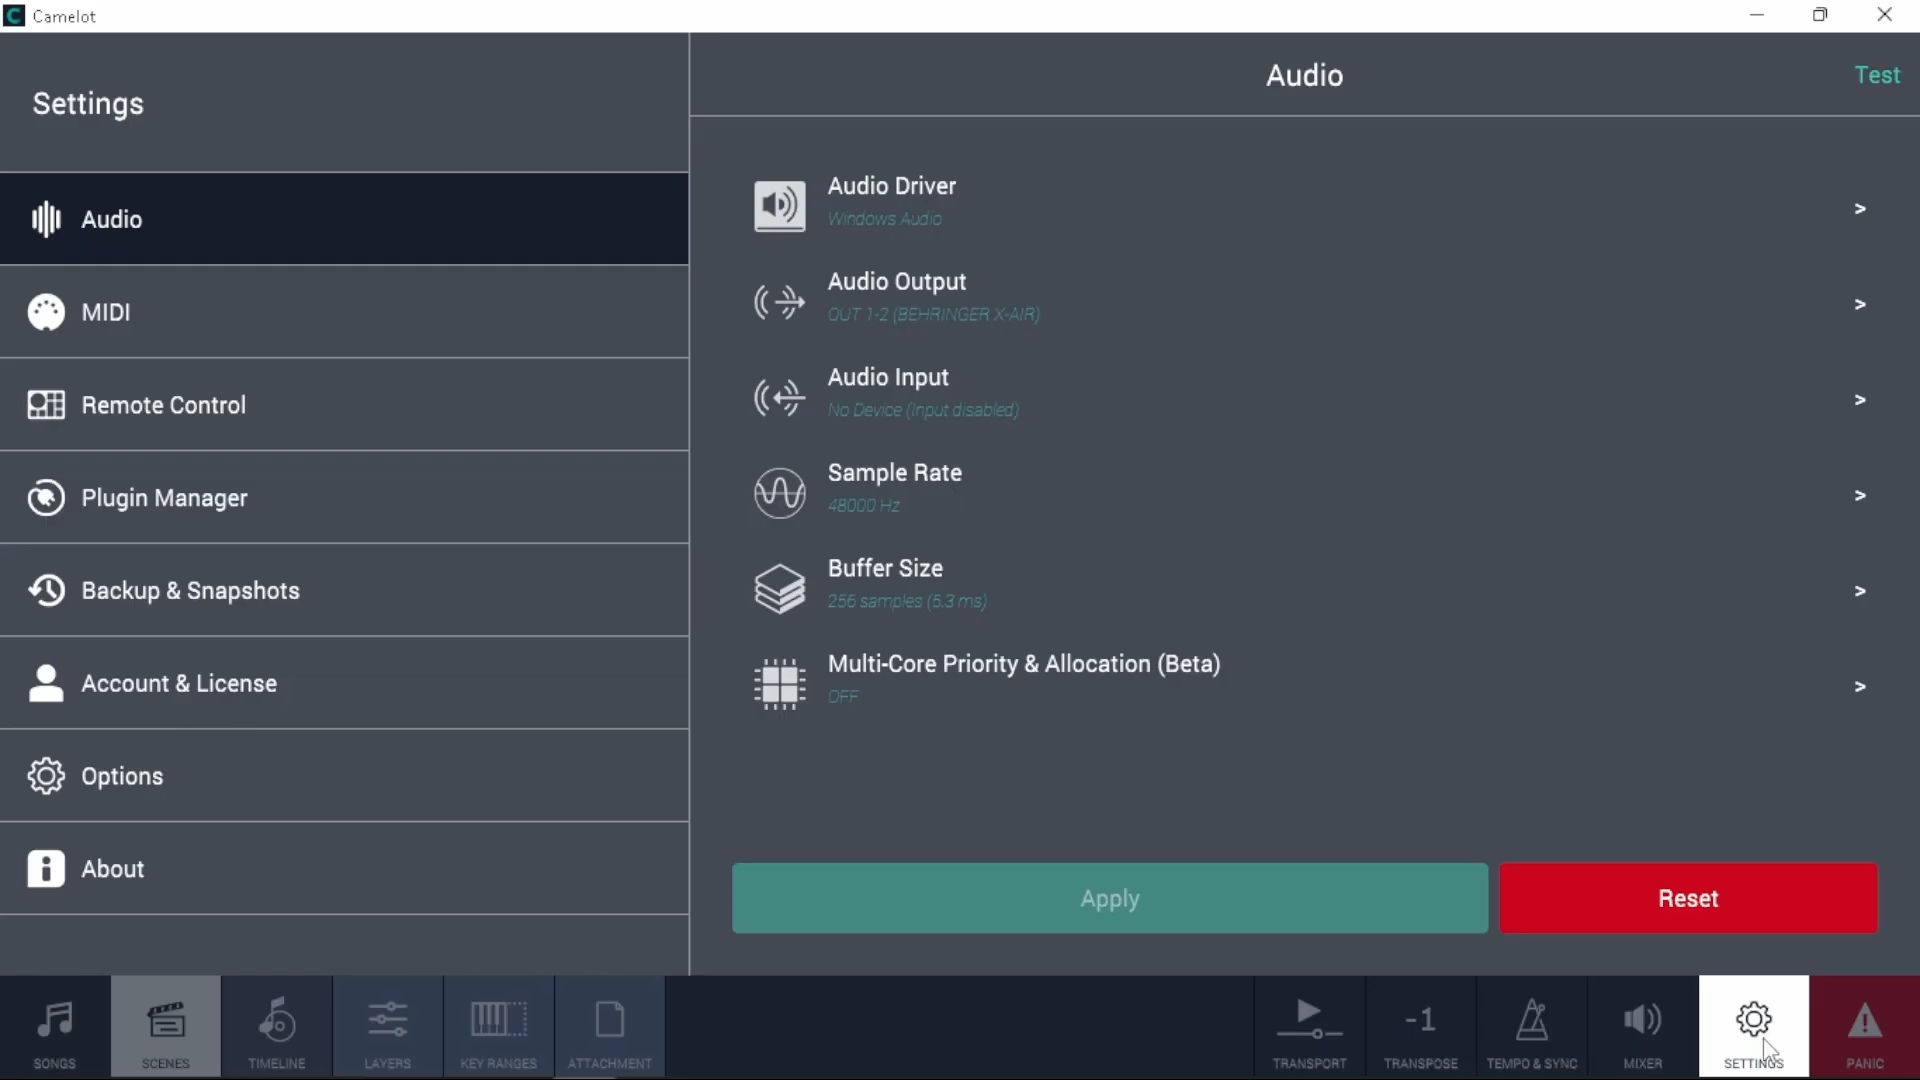 Camelot
Settings
Audio
Test
Audio
MIDI
Remote Control
Plugin Manager
Backup & Snapshots
Account & License
Options
About
Audio Driver
Windows Audio
Audio Output
OUT 1-2 (BEHRINGER X-AIR)
Audio Input
No Device (Input disabled)
Sample Rate
48000 Hz
Buffer Size
256 samples (5.3 ms)
Multi-Core Priority & Allocation (Beta)
OFF
>
>
>
>
>
>
Apply
Reset
SONGS
SCENES
TIMELINE
LAYERS
KEY RANGES
ATTACHMENT
TRANSPORT
-1
TRANSPOSE
TEMPO & SYNC
MIXER
SETTINGS
PANIC